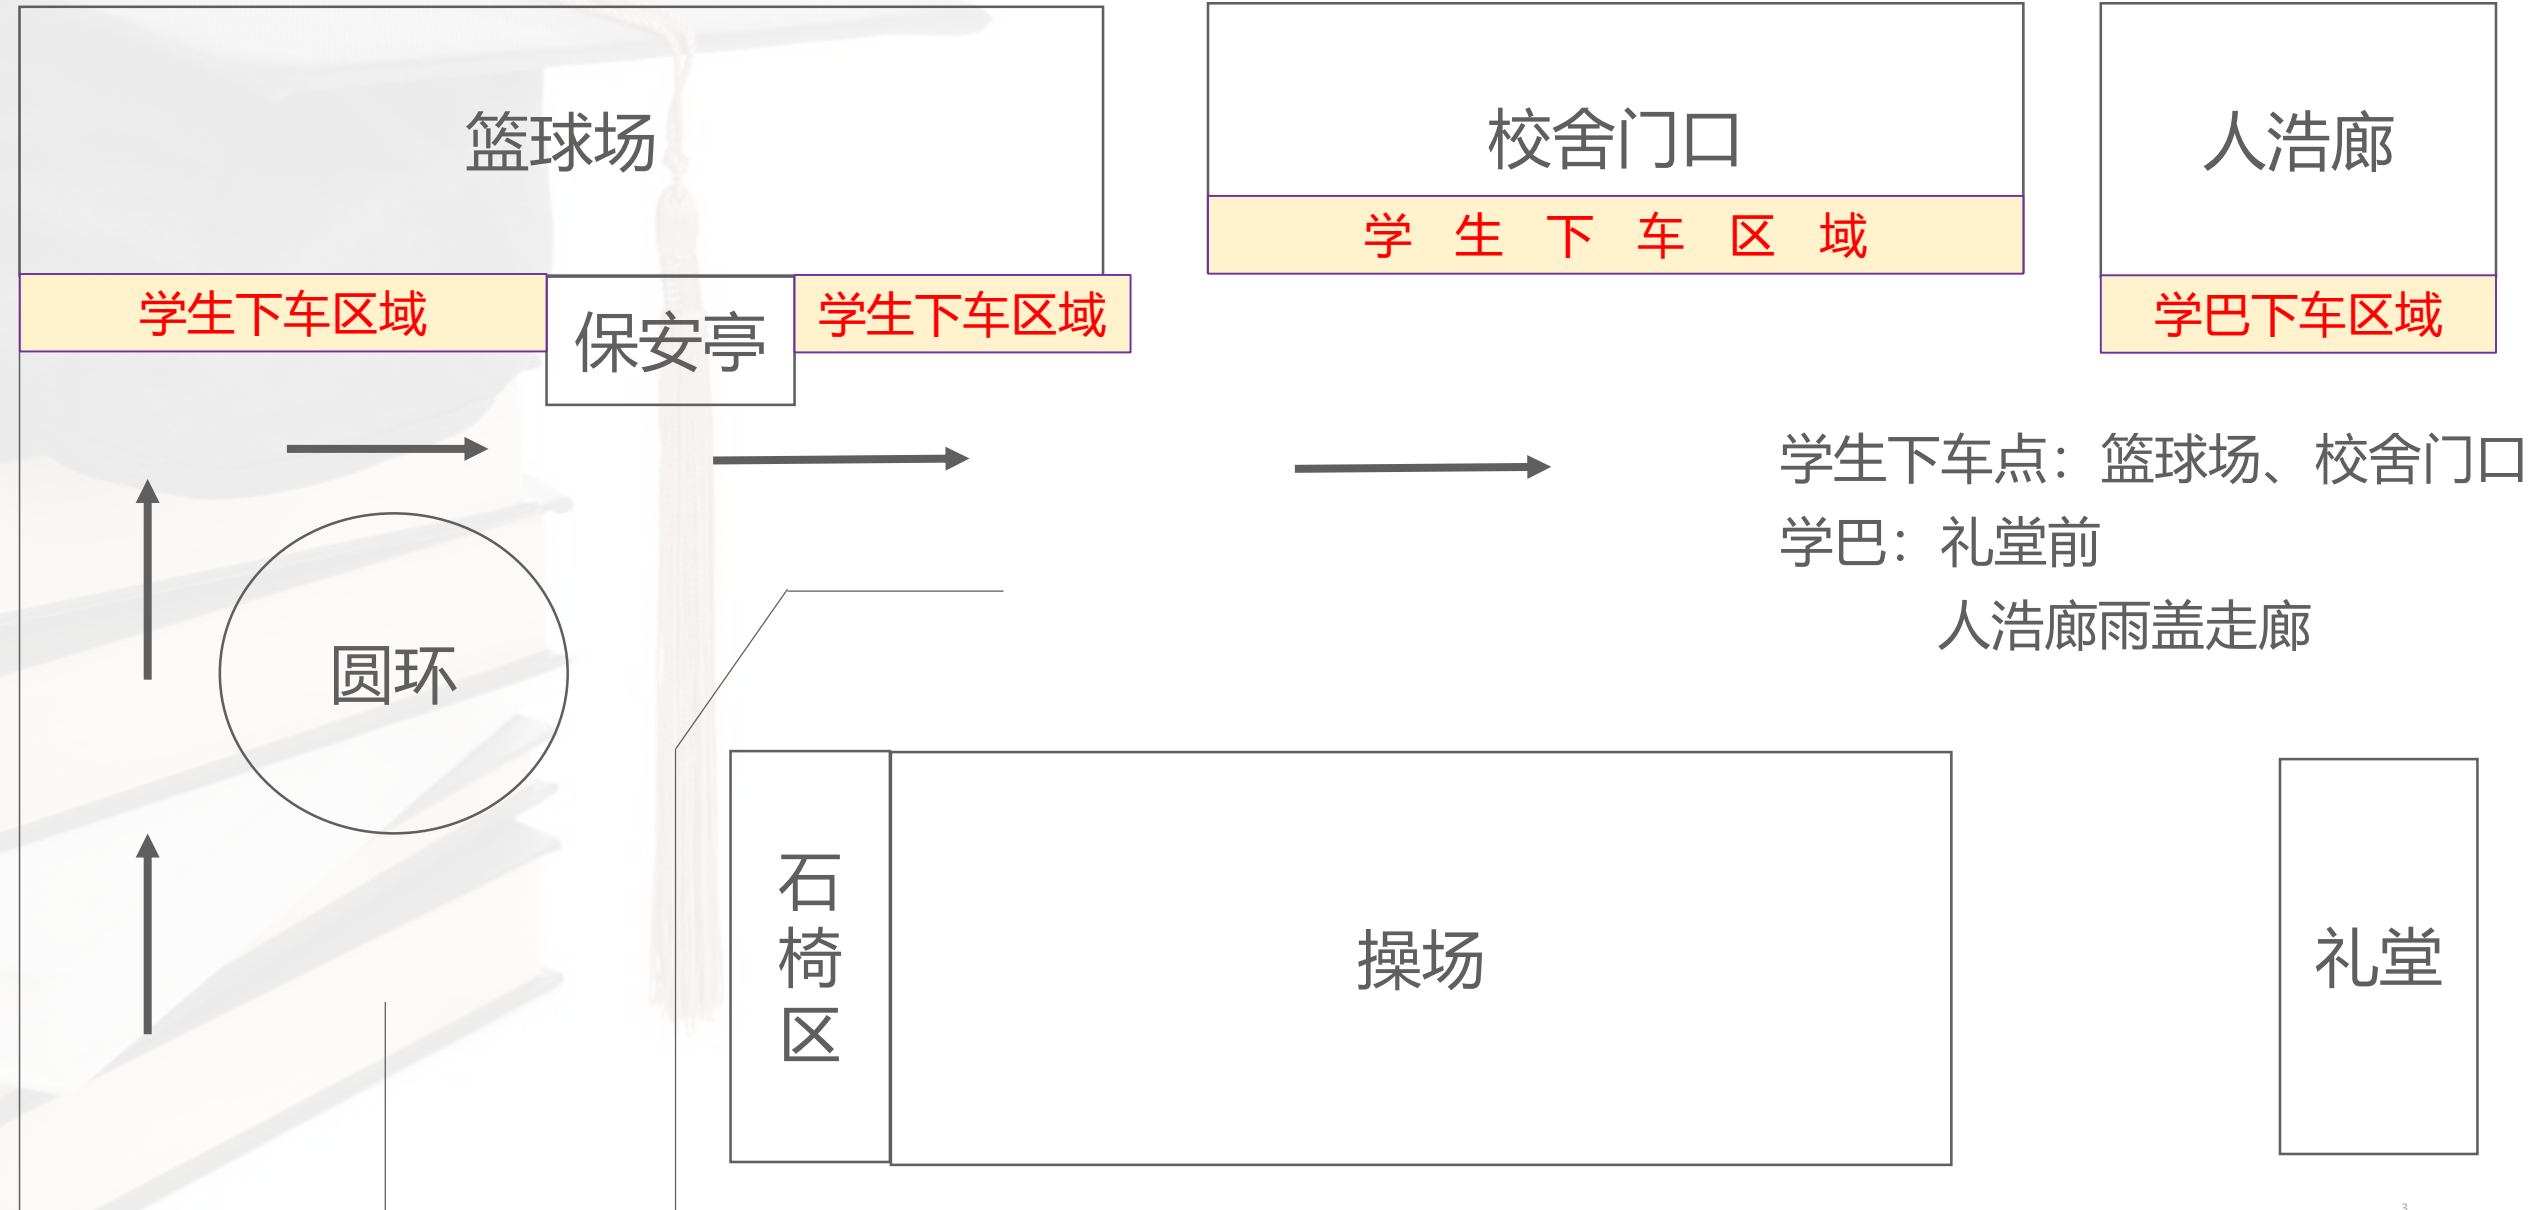 篮球场
校舍门口
人浩廊
学生下车区域
学生下车区域
学生下车区域
学巴下车区域
保安亭
学生下车点：篮球场、校舍门口
学巴：礼堂前
人浩廊雨盖走廊
圆环
石椅区
操场
礼堂
3